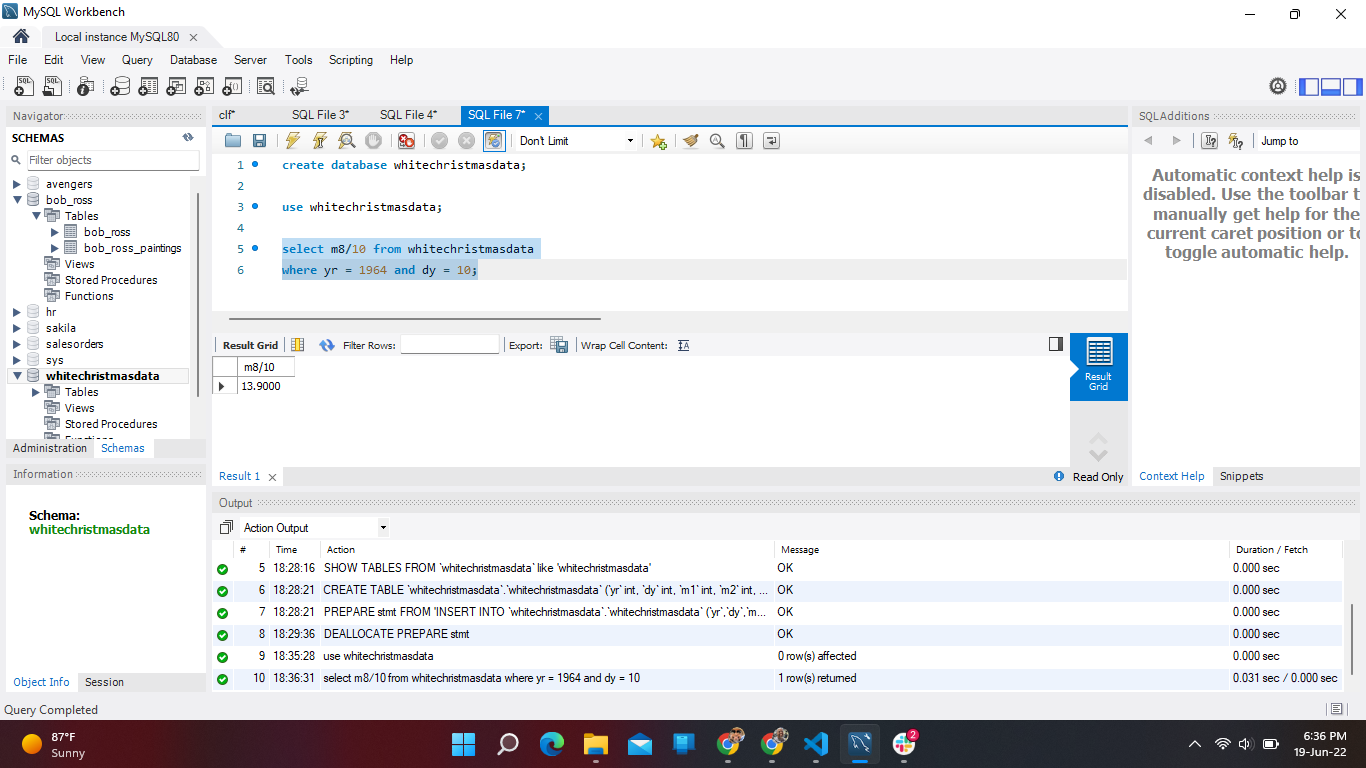 MySQL Workbench
Local instance MySQL80
File Edit View Query Database Server Tools Scripting Help
Navigator
SCHEMAS
Filter objects
avengers
bob_ross
Tables
bob_ross
bob_ross_paintings
Views
Stored Procedures
Functions
hr
sakila
salesorders
sys
whitechristmasdata
Tables
Views
Stored Procedures
Functions
Administration Schemas
Information
Schema:
whitechristmasdata
Object Info Session
clf* SQL File 3* SQL File 4* SQL File 7*
Don't Limit
1 create database whitechristmasdata;
2
3 use whitechristmasdata;
4
5 select m8/10 from whitechristmasdata
6 where yr = 1964 and dy = 10;
Result Grid Filter Rows: Export: Wrap Cell Content:
m8/10
13.9000
Result Grid
Result 1
Read Only
SQLAdditions
Jump to
Automatic context help is
disabled. Use the toolbar t
manually get help for the
current caret position or to
toggle automatic help.
Context Help Snippets
Output
Action Output
# Time Action Message Duration / Fetch
5 18:28:16 SHOW TABLES FROM `whitechristmasdata` like 'whitechristmasdata' OK 0.000 sec
6 18:28:21 CREATE TABLE `whitechristmasdata`.`whitechristmasdata` (`yr` int, `dy` int, `m1` int, `m2` int, ... OK 0.000 sec
7 18:28:21 PREPARE stmt FROM 'INSERT INTO `whitechristmasdata`.`whitechristmasdata` (`yr`,`dy`,`m... OK 0.000 sec
8 18:29:36 DEALLOCATE PREPARE stmt OK 0.000 sec
9 18:35:28 use whitechristmasdata 0 row(s) affected 0.000 sec
10 18:36:31 select m8/10 from whitechristmasdata where yr = 1964 and dy = 10 1 row(s) returned 0.031 sec / 0.000 sec
Query Completed
87°F
Sunny
2
6:36 PM
19-Jun-22